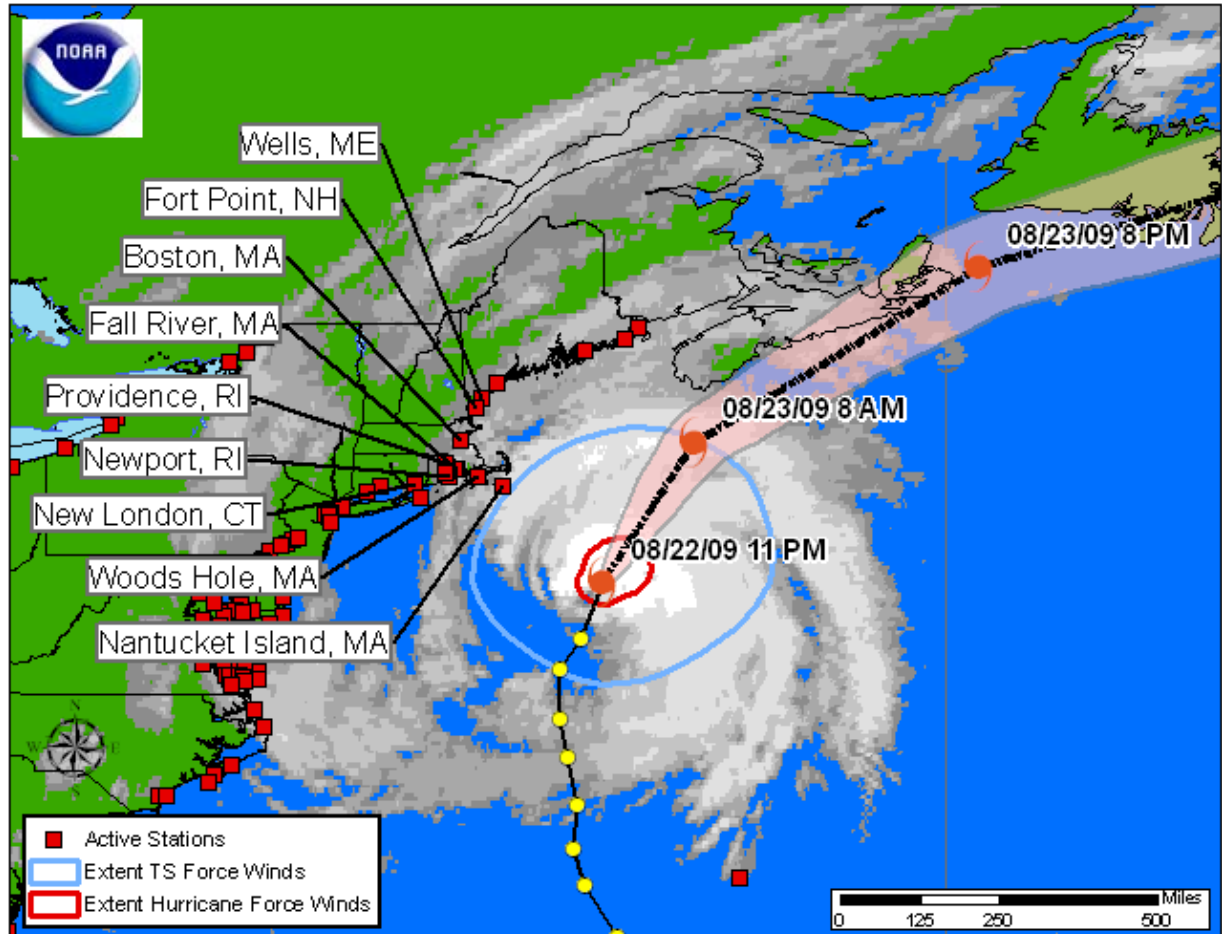 NOAA
Wells, ME
Fort Point, NH
Boston, MA
Fall River, MA
Providence, RI
Newport, RI
New London, CT
Woods Hole, MA
Nantucket Island, MA
08/23/09 8 PM
08/23/09 8 AM
08/22/09 11 PM
N
W
E
S
Active Stations
Extent TS Force Winds
Extent Hurricane Force Winds
Miles
0 125 250 500